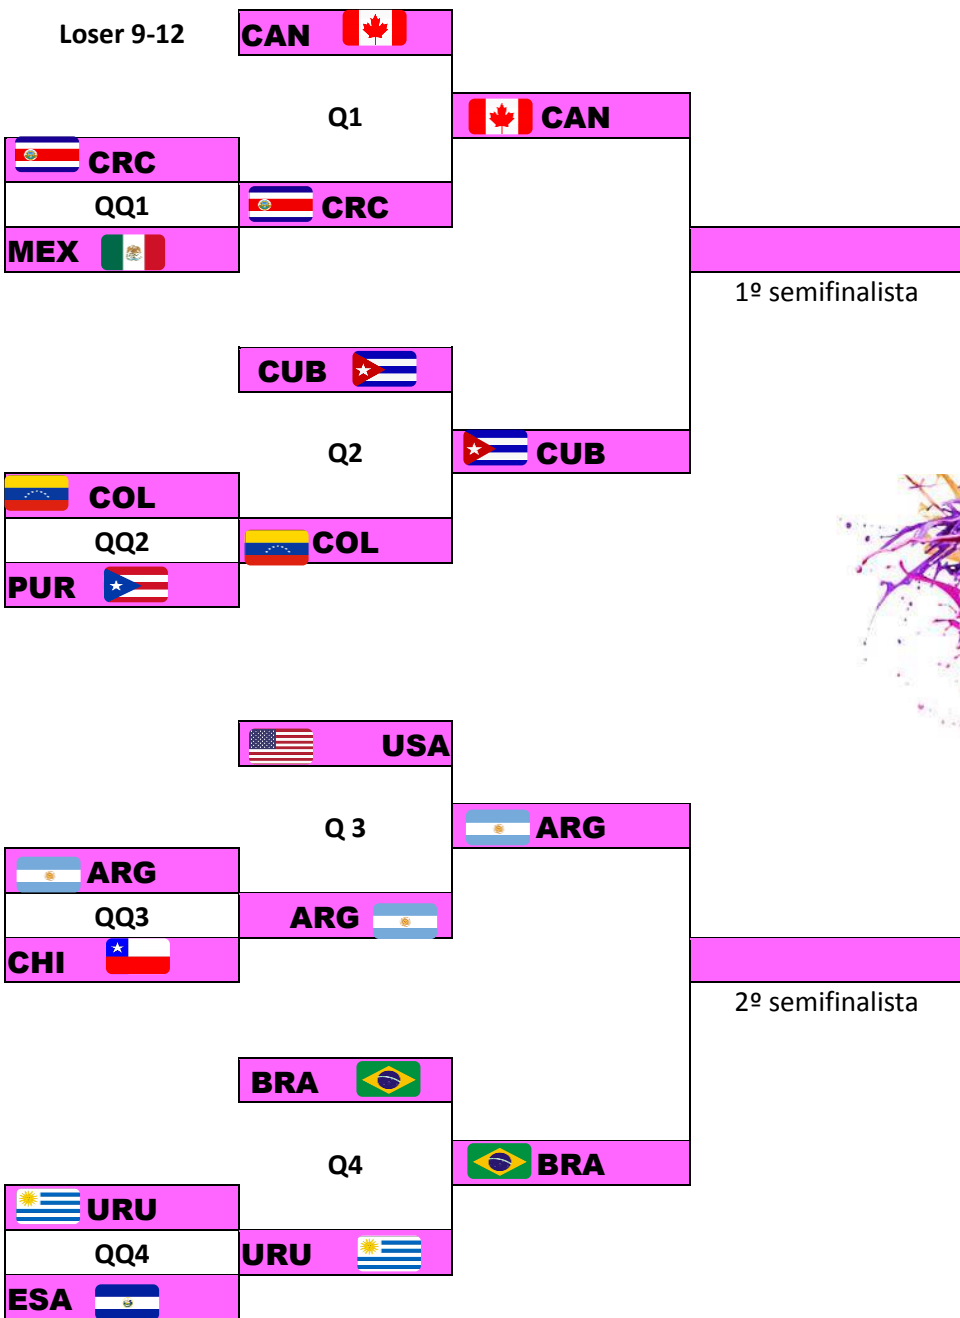 Loser 9-12
CAN
Q1
CAN
CRC
QQ1
CRC
MEX
1º semifinalista
CUB
Q2
CUB
COL
QQ2
COL
PUR
USA
Q 3
ARG
ARG
QQ3
ARG
CHI
2º semifinalista
BRA
Q4
BRA
URU
QQ4
URU
ESA